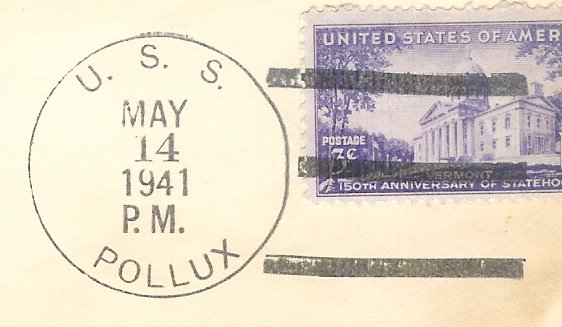 U. S. S.
MAY
14
1941
P.M.
POLLUX
UNITED STATES OF AMER
POSTAGE
3¢
VERMONT
150TH ANNIVERSARY OF STATEHO